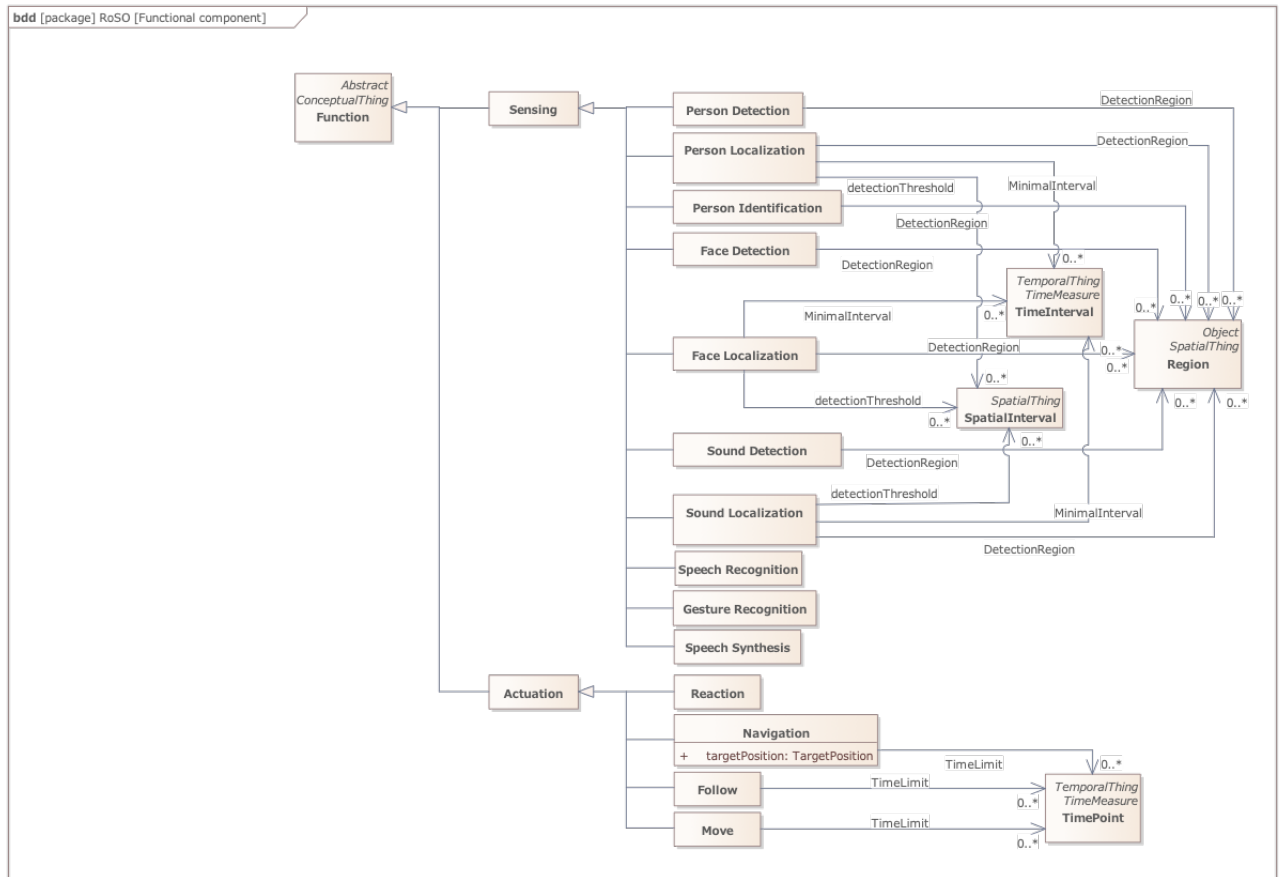 bdd [package] RoSO [Functional component]
Abstract
ConceptualThing
Function
Sensing
Person Detection
DetectionRegion
Person Localization
DetectionRegion
detectionThreshold
MinimalInterval
Person Identification
DetectionRegion
Face Detection
DetectionRegion
0..*
TemporalThing
TimeMeasure
TimeInterval
0..*
MinimalInterval
0..*
0..*
0..*
0..*
Object
SpatialThing
Region
Face Localization
DetectionRegion
0..*
0..*
0..*
detectionThreshold
0..*
SpatialThing
SpatialInterval
0..*
0..*
0..*
Sound Detection
DetectionRegion
detectionThreshold
Sound Localization
MinimalInterval
DetectionRegion
Speech Recognition
Gesture Recognition
Speech Synthesis
Actuation
Reaction
Navigation
+ targetPosition: TargetPosition
TimeLimit
0..*
Follow
TimeLimit
0..*
TemporalThing
TimeMeasure
TimePoint
Move
TimeLimit
0..*